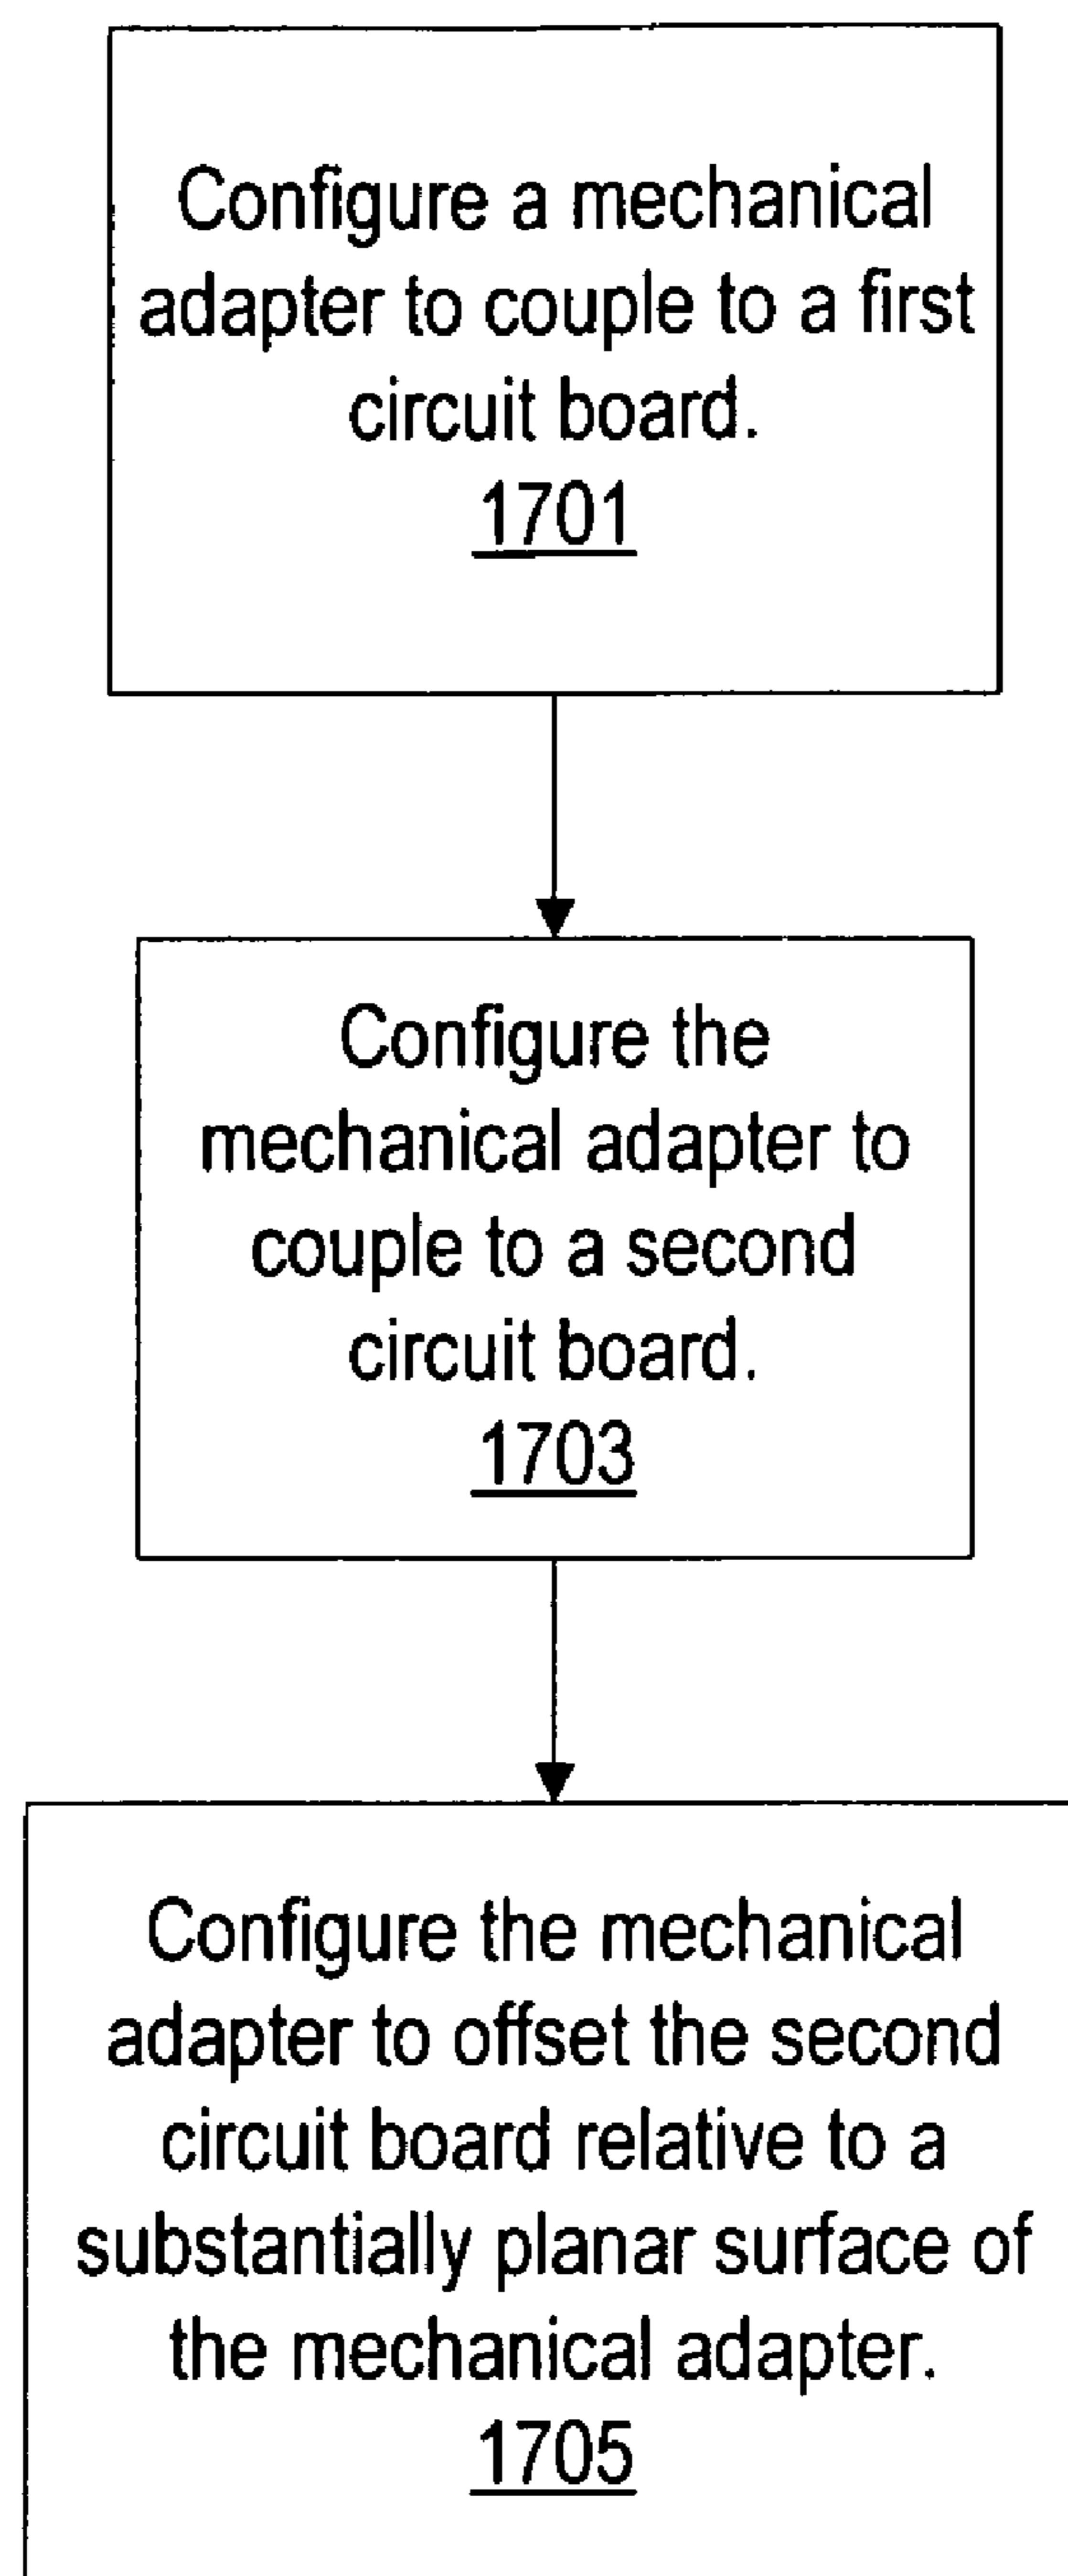 Configure a mechanical
adapter to couple to a first
circuit board.
1701
Configure the
mechanical adapter to
couple to a second
circuit board.
1703
Configure the mechanical
adapter to offset the second
circuit board relative to a
substantially planar surface of
the mechanical adapter.
1705